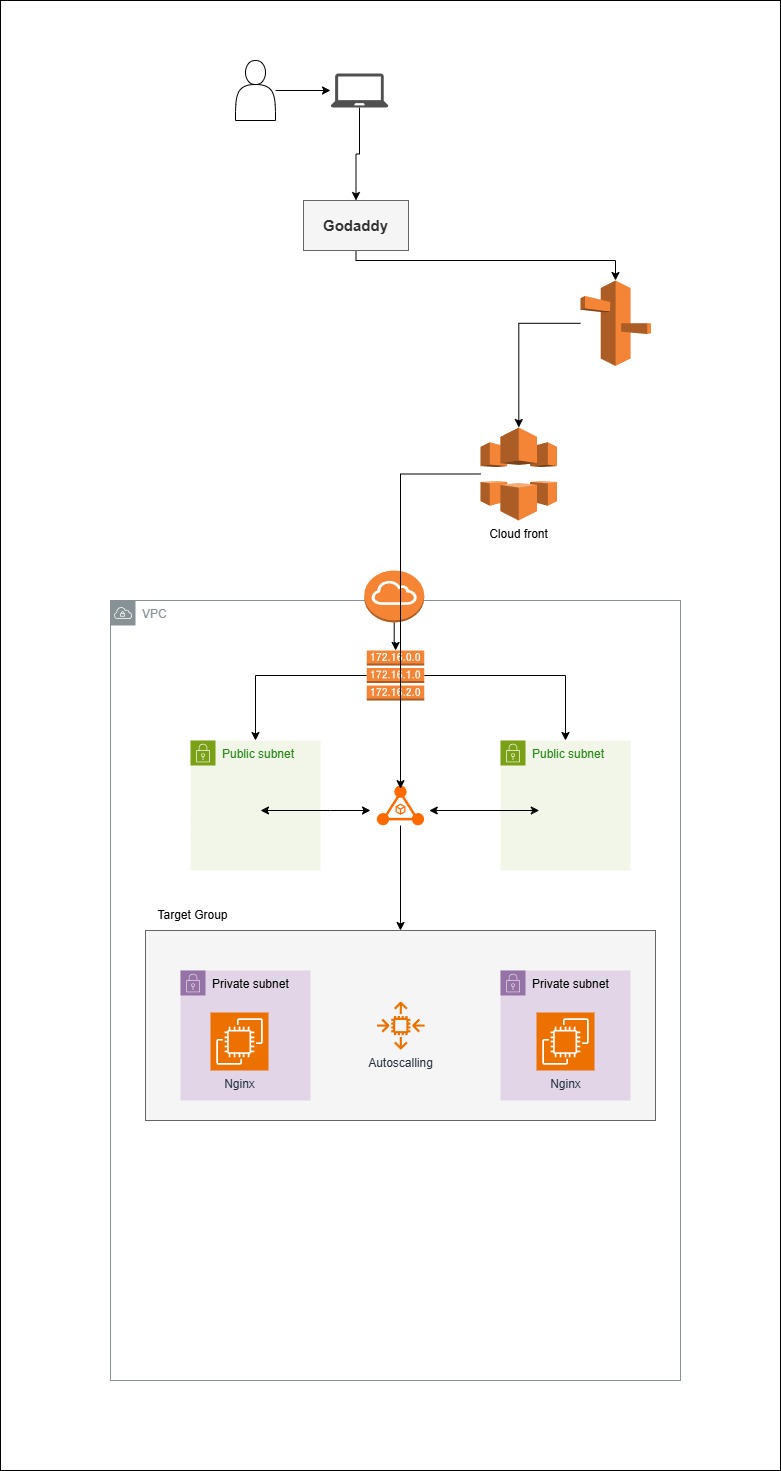 Godaddy
Cloud front
VPC
172.16.0.0
172.16.1.0
172.16.2.0
Public subnet
Public subnet
Target Group
Private subnet
Private subnet
Autoscalling
Nginx
Nginx